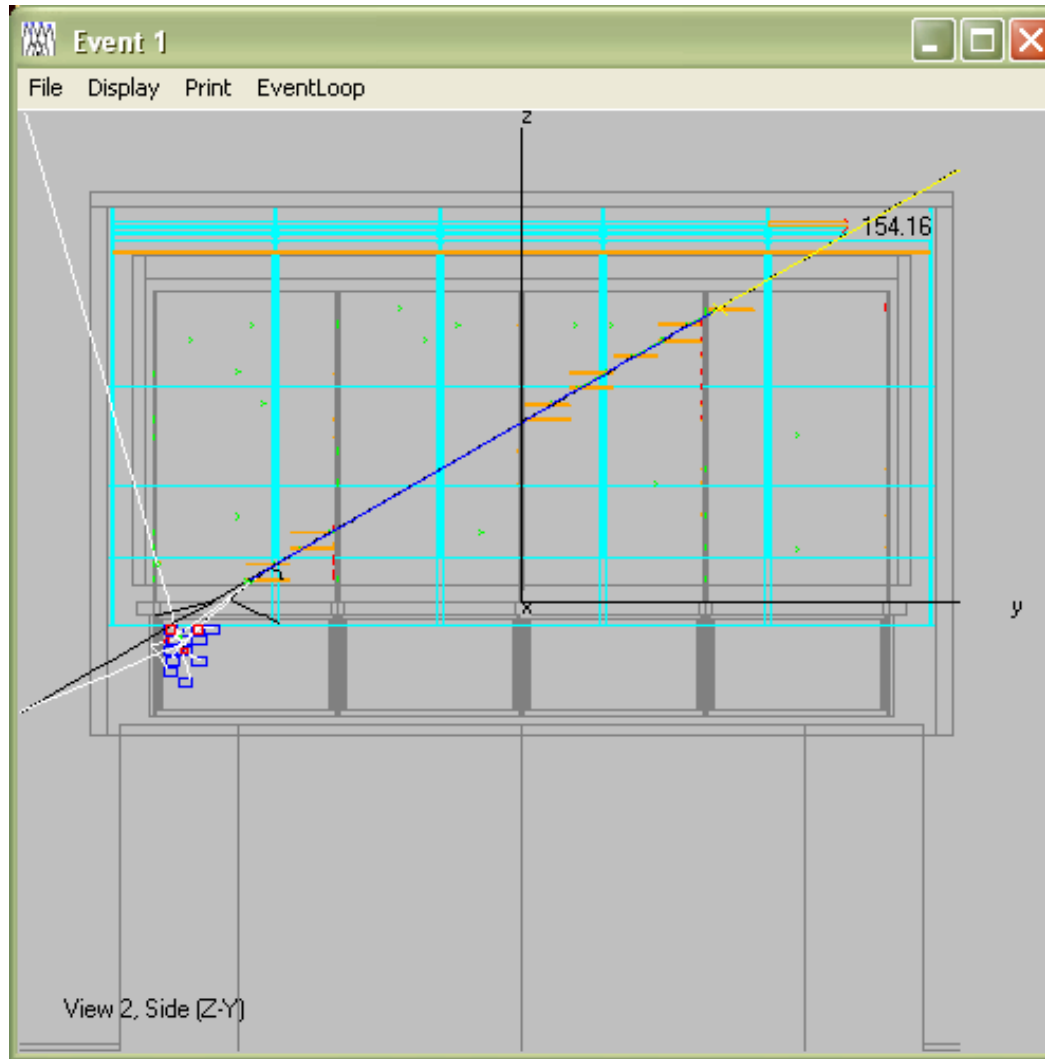 Event 1
File Display Print EventLoop
z
154.16
x
y
View 2, Side (Z-Y)